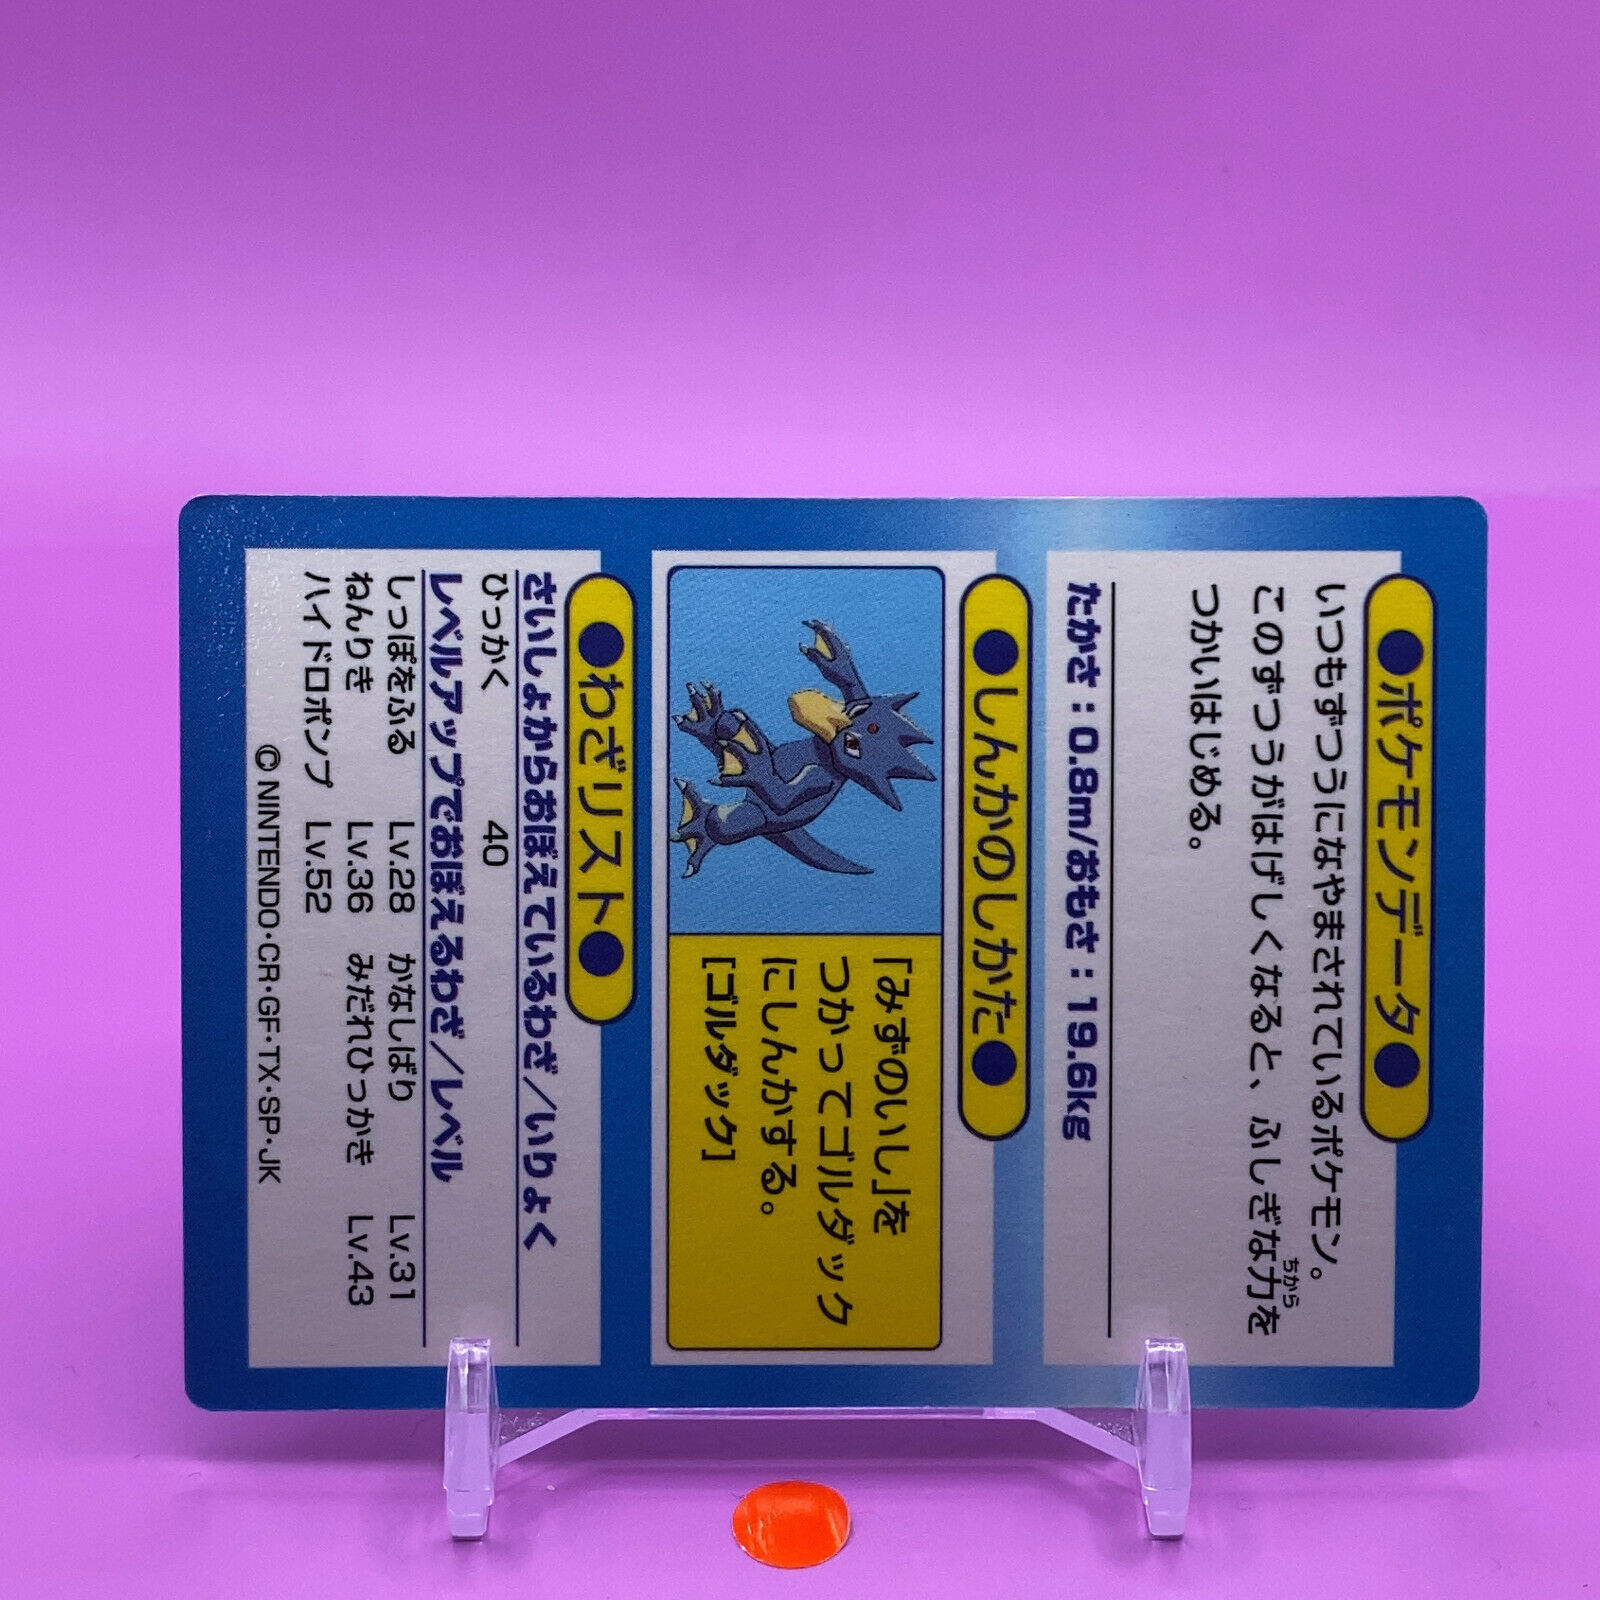 ●ポケモンデータ●
いつもずつうになやまされているポケモン。
このずつうがはげしくなると、ふしぎな力を
ちから
つかいはじめる。
たかさ：0.8m/おもさ：19.6kg
●しんかのしかた●
「みずのいし」を
つかってゴルダック
にしんかする。
[ゴルダック]
●わざリスト●
さいしょからおぼえているわざ/いりょく
ひっかく 40
レベルアップでおぼえるわざ/レベル
しっぽをふる Lv.28 かなしばり Lv.31
ねんりき Lv.36 みだれひっかき Lv.43
ハイドロポンプ Lv.52
©NINTENDO・CR・GF・TX・SP・JK